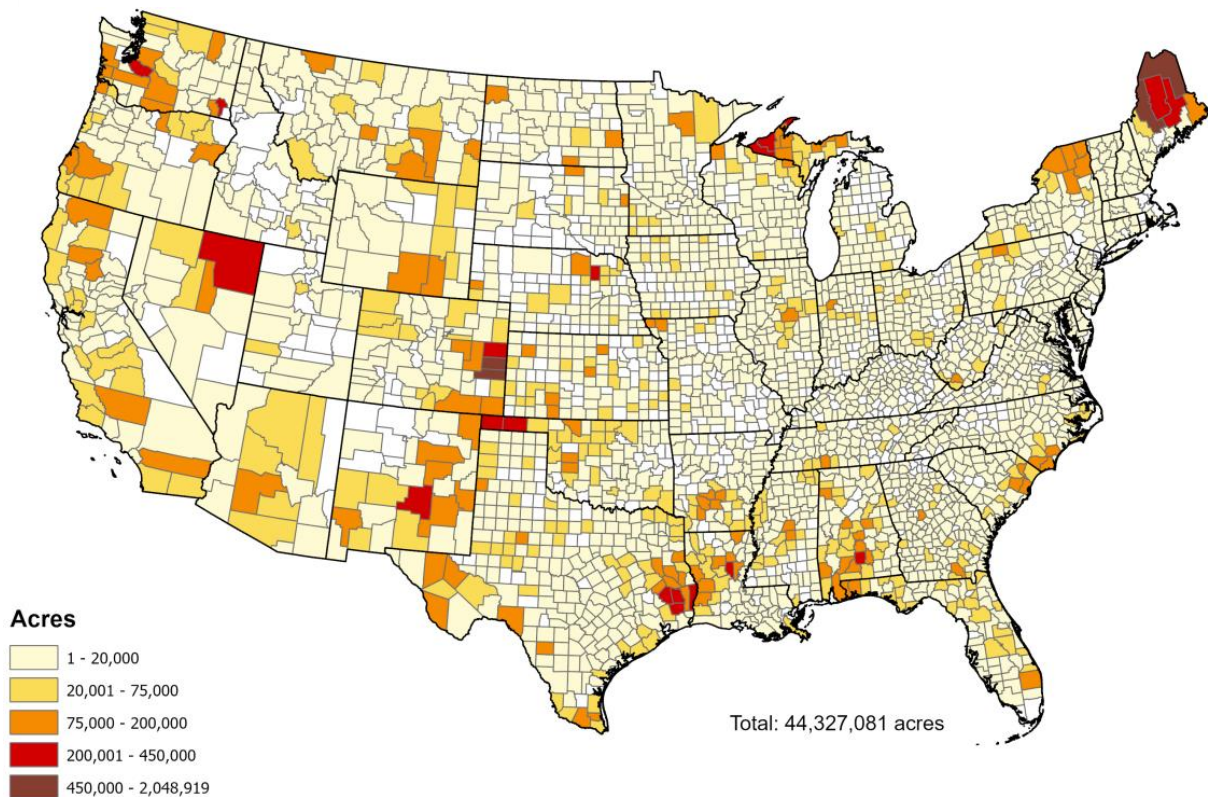 Acres
1 - 20,000
20,001 - 75,000
75,000 - 200,000
200,001 - 450,000
450,000 - 2,048,919
Total: 44,327,081 acres